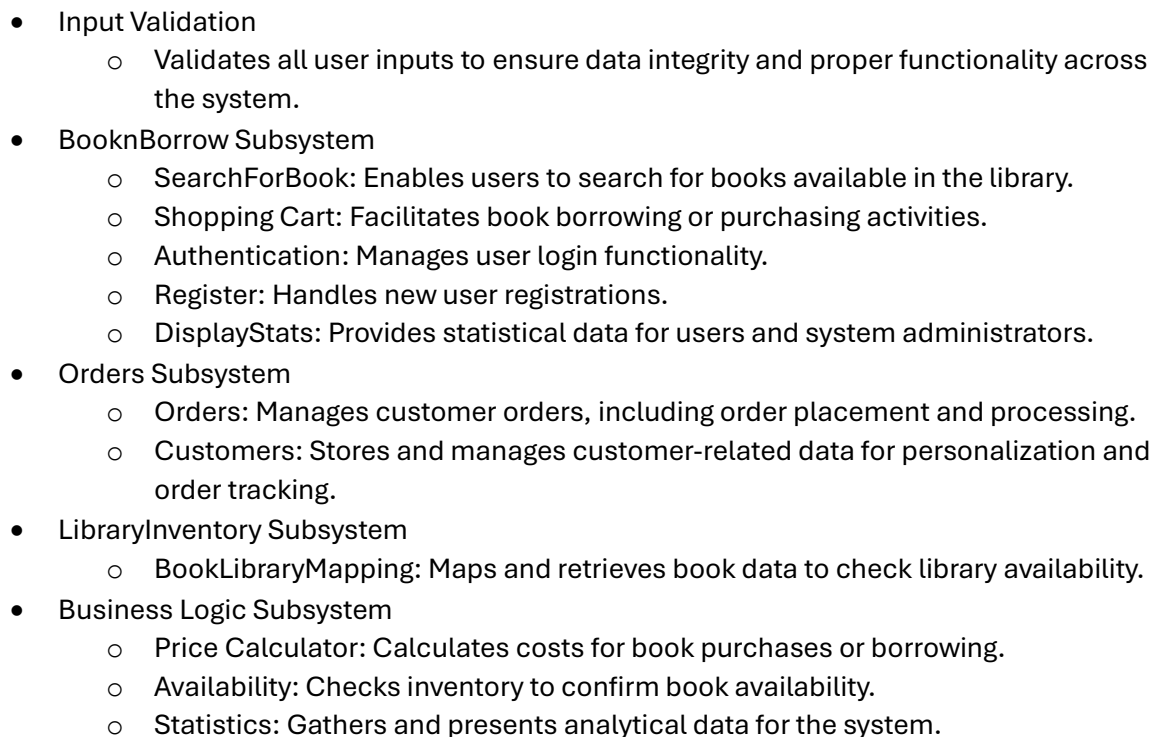 • Input Validation
o Validates all user inputs to ensure data integrity and proper functionality across
the system.
• BooknBorrow Subsystem
o SearchForBook: Enables users to search for books available in the library.
o Shopping Cart: Facilitates book borrowing or purchasing activities.
o Authentication: Manages user login functionality.
o Register: Handles new user registrations.
o DisplayStats: Provides statistical data for users and system administrators.
• Orders Subsystem
o Orders: Manages customer orders, including order placement and processing.
o Customers: Stores and manages customer-related data for personalization and
order tracking.
• LibraryInventory Subsystem
o BookLibraryMapping: Maps and retrieves book data to check library availability.
• Business Logic Subsystem
o Price Calculator: Calculates costs for book purchases or borrowing.
o Availability: Checks inventory to confirm book availability.
o Statistics: Gathers and presents analytical data for the system.